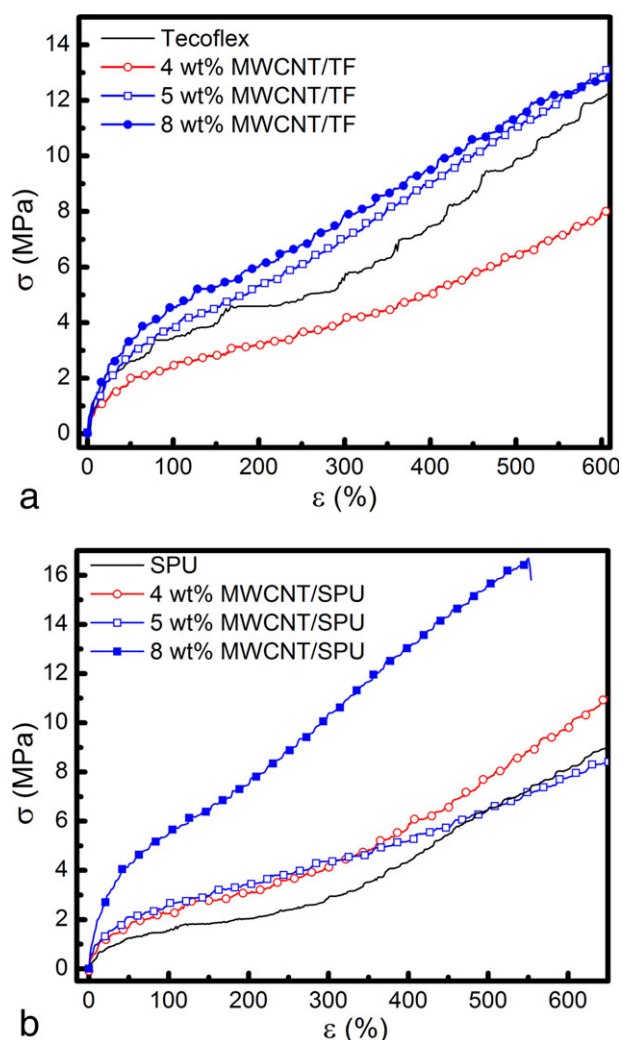 14
12
10
8
6
4
2
0
σ (MPa)
Tecoflex
4 wt% MWCNT/TF
5 wt% MWCNT/TF
8 wt% MWCNT/TF
0 100 200 300 400 500 600
ε (%)
a
16
14
12
10
8
6
4
2
0
σ (MPa)
SPU
4 wt% MWCNT/SPU
5 wt% MWCNT/SPU
8 wt% MWCNT/SPU
0 100 200 300 400 500 600
ε (%)
b